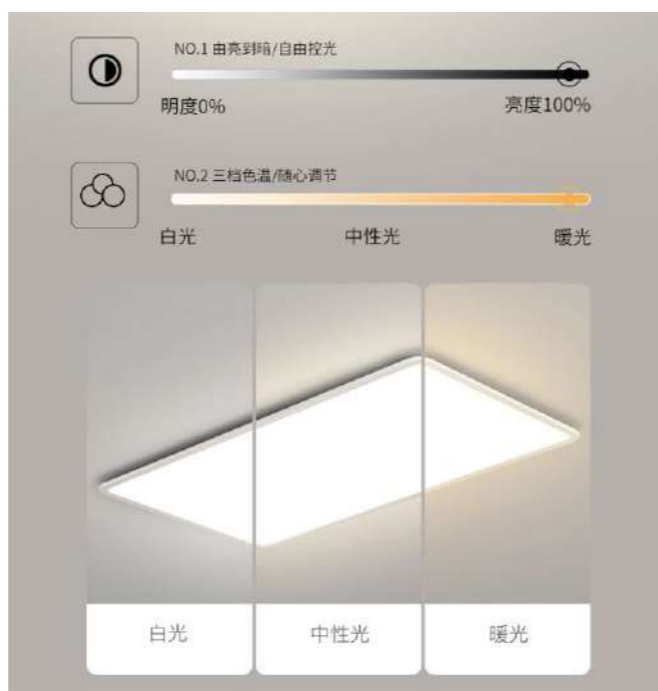 NO.1 由亮到暗/自由控光
明度0% 亮度100%
NO.2 三档色温/随心调节
白光 中性光 暖光
白光 中性光 暖光